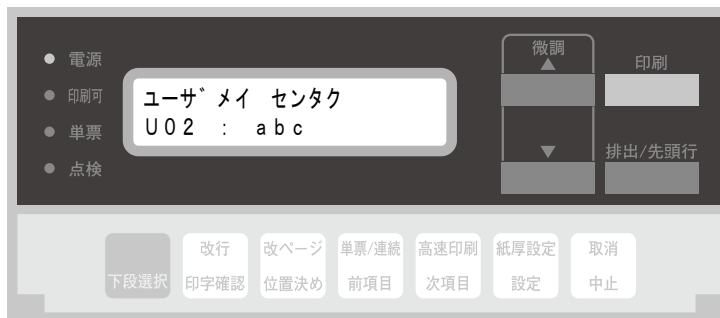 電源
印刷可
単票
点検
ユーザ゛メイ センタク
U02 : abc
微調
▲
▼
印刷
排出/先頭行
下段選択
改行
印字確認
改ページ
位置決め
単票/連続
前項目
高速印刷
次項目
紙厚設定
設定
取消
中止